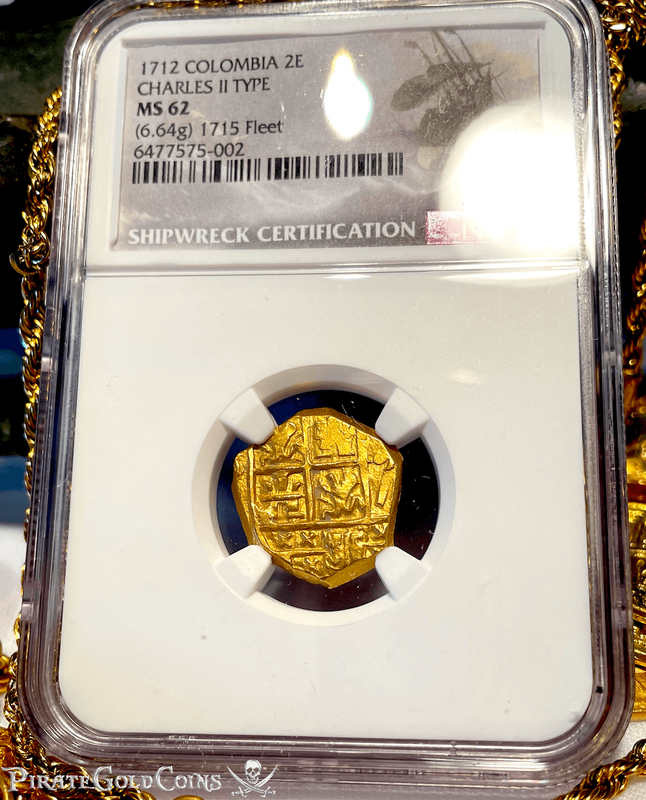 1712 COLOMBIA 2E
CHARLES II TYPE
MS 62
(6.64g) 1715 Fleet
6477575-002
SHIPWRECK CERTIFICATION
PIRATEGOLDCOINS